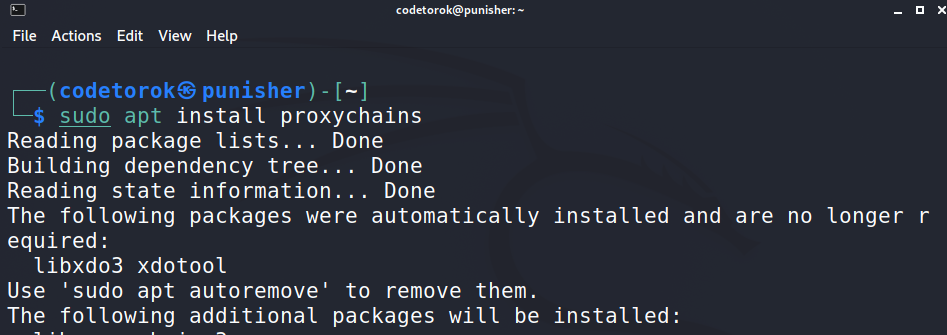 codetorok@punisher: ~
File Actions Edit View Help
┌──(codetorok㉿punisher)-[~]
└─$ sudo apt install proxychains
Reading package lists... Done
Building dependency tree... Done
Reading state information... Done
The following packages were automatically installed and are no longer r
equired:
  libxdo3 xdotool
Use 'sudo apt autoremove' to remove them.
The following additional packages will be installed: